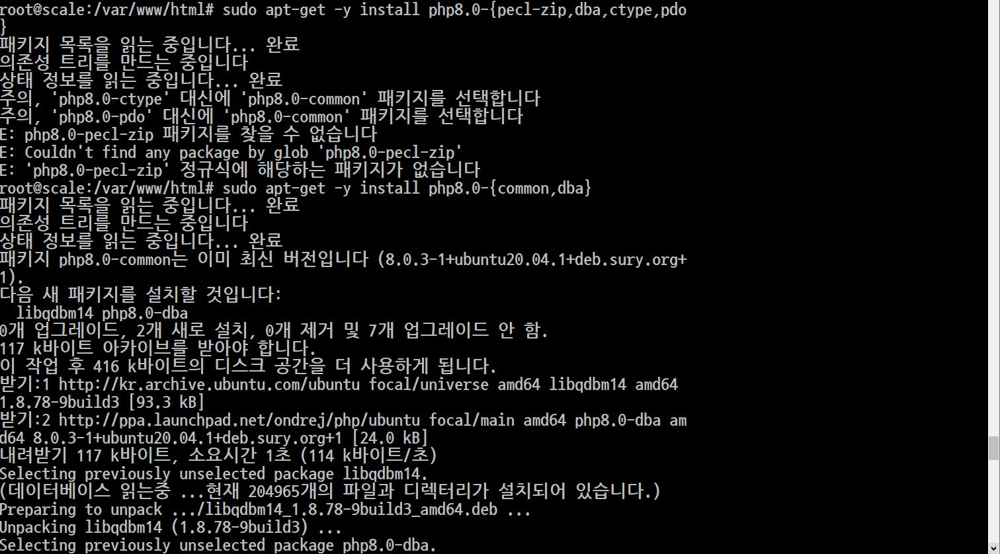 root@scale:/var/www/html# sudo apt-get -y install php8.0-{pecl-zip,dba,ctype,pdo
}
패키지 목록을 읽는 중입니다... 완료
의존성 트리를 만드는 중입니다
상태 정보를 읽는 중입니다... 완료
주의, 'php8.0-ctype' 대신에 'php8.0-common' 패키지를 선택합니다
주의, 'php8.0-pdo' 대신에 'php8.0-common' 패키지를 선택합니다
E: php8.0-pecl-zip 패키지를 찾을 수 없습니다
E: Couldn't find any package by glob 'php8.0-pecl-zip'
E: 'php8.0-pecl-zip' 정규식에 해당하는 패키지가 없습니다
root@scale:/var/www/html# sudo apt-get -y install php8.0-{common,dba}
패키지 목록을 읽는 중입니다... 완료
의존성 트리를 만드는 중입니다
상태 정보를 읽는 중입니다... 완료
패키지 php8.0-common는 이미 최신 버전입니다 (8.0.3-1+ubuntu20.04.1+deb.sury.org+
1).
다음 새 패키지를 설치할 것입니다:
  libqdbm14 php8.0-dba
0개 업그레이드, 2개 새로 설치, 0개 제거 및 7개 업그레이드 안 함.
117 k바이트 아카이브를 받아야 합니다.
이 작업 후 416 k바이트의 디스크 공간을 더 사용하게 됩니다.
받기:1 http://kr.archive.ubuntu.com/ubuntu focal/universe amd64 libqdbm14 amd64
1.8.78-9build3 [93.3 kB]
받기:2 http://ppa.launchpad.net/ondrej/php/ubuntu focal/main amd64 php8.0-dba am
d64 8.0.3-1+ubuntu20.04.1+deb.sury.org+1 [24.0 kB]
내려받기 117 k바이트, 소요시간 1초 (114 k바이트/초)
Selecting previously unselected package libqdbm14.
(데이터베이스 읽는중 ...현재 204965개의 파일과 디렉터리가 설치되어 있습니다.)
Preparing to unpack .../libqdbm14_1.8.78-9build3_amd64.deb ...
Unpacking libqdbm14 (1.8.78-9build3) ...
Selecting previously unselected package php8.0-dba.